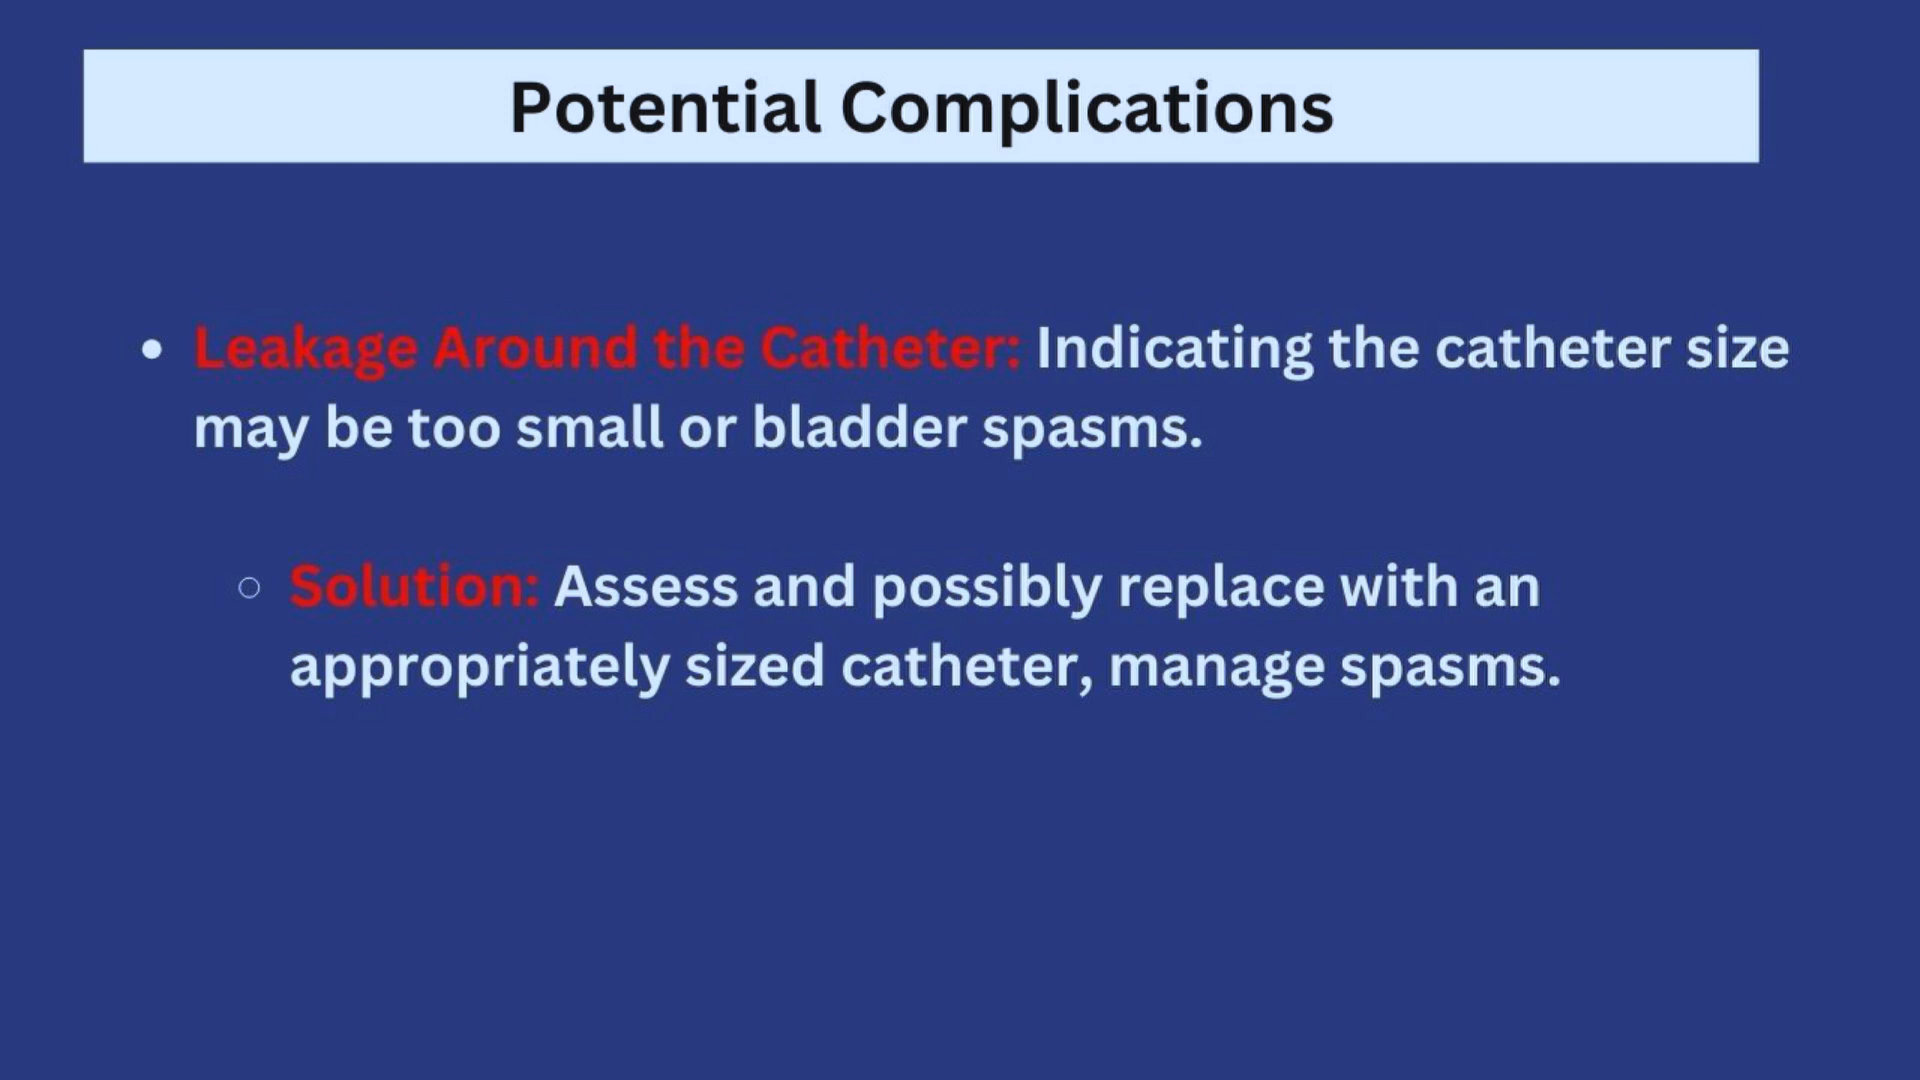 Potential Complications
• Leakage Around the Catheter: Indicating the catheter size
may be too small or bladder spasms.
○ Solution: Assess and possibly replace with an
appropriately sized catheter, manage spasms.